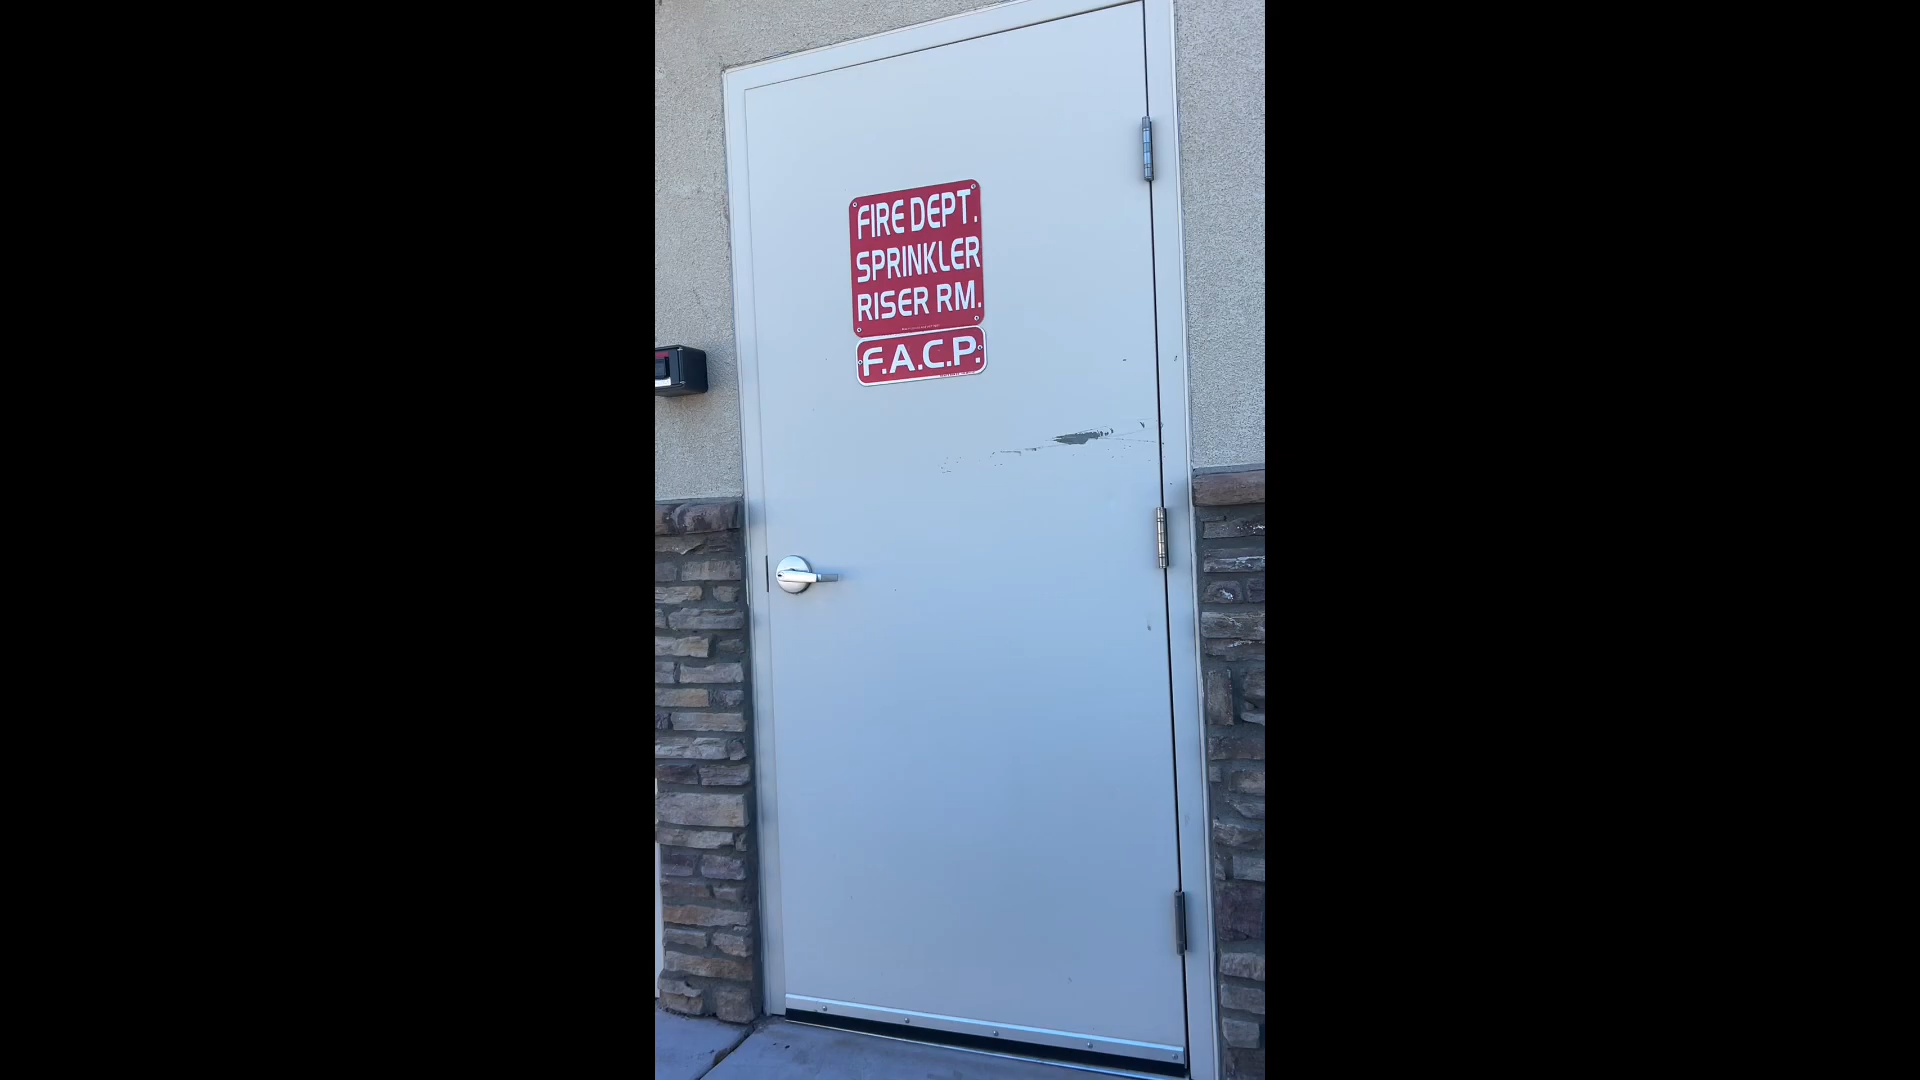 FIRE DEPT.
SPRINKLER
RISER RM.
F.A.C.P.